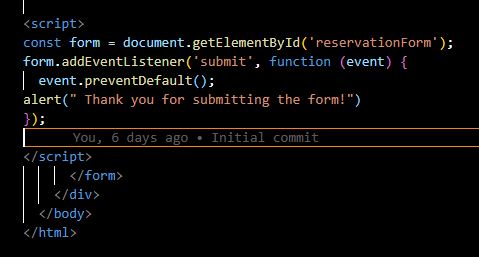 <script>
const form = document.getElementById('reservationForm');
form.addEventListener('submit', function (event) {
event.preventDefault();
alert(" Thank you for submitting the form!")
});
You, 6 days ago • Initial commit
</script>
</form>
</div>
</body>
</html>